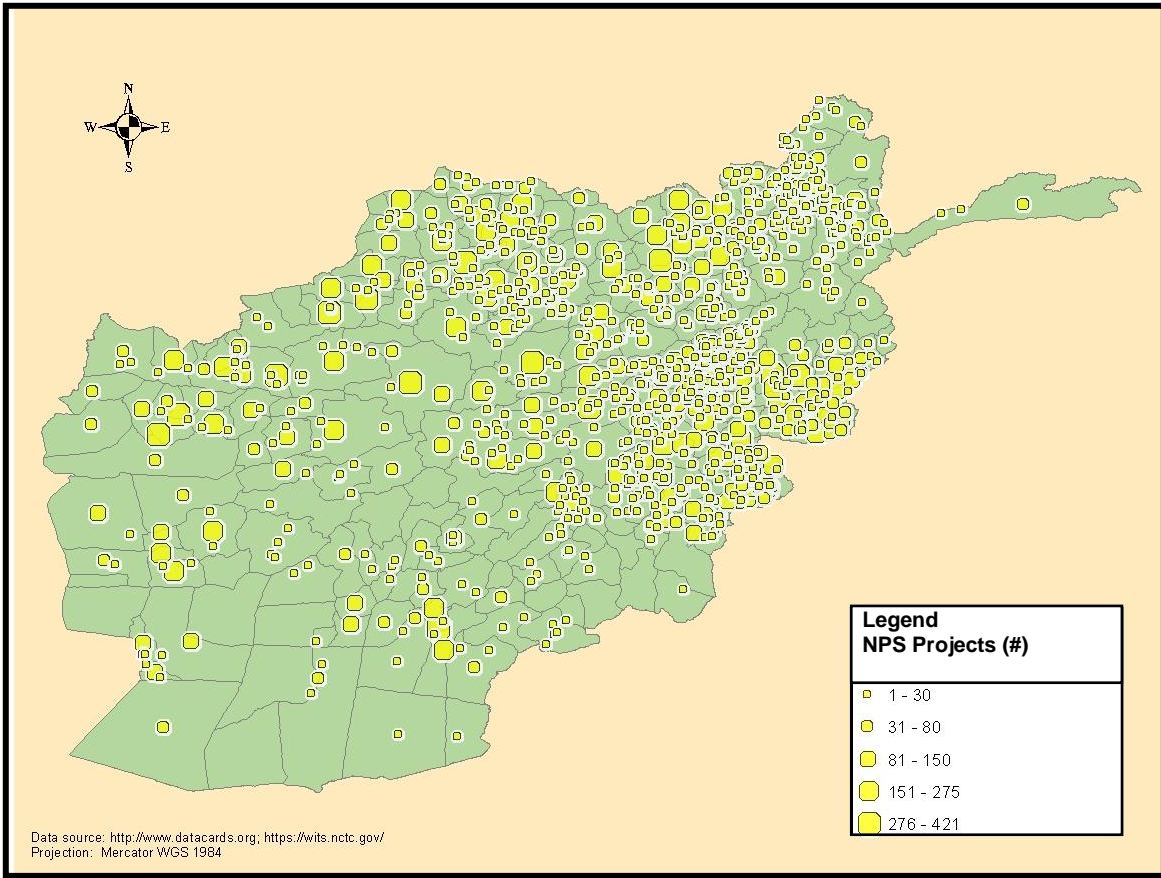 N
W E
S
Legend
NPS Projects (#)
1 - 30
31 - 80
81 - 150
151 - 275
276 - 421
Data source: http://www.datacards.org; https://wits.nctc.gov/
Projection: Mercator WGS 1984